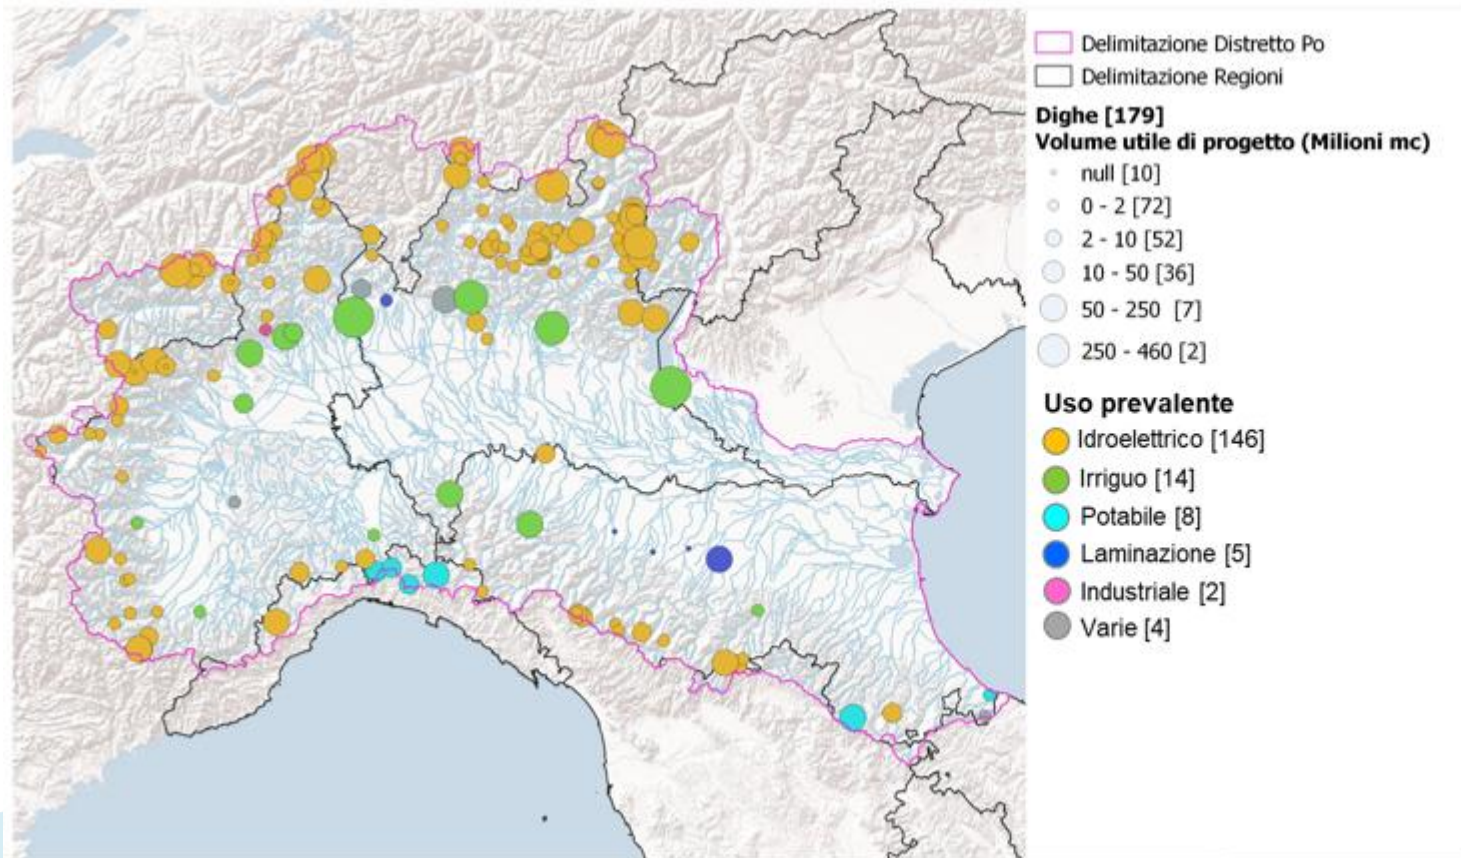 Delimitazione Distretto Po
Delimitazione Regioni
Dighe [179]
Volume utile di progetto (Milioni mc)
null [10]
0 - 2 [72]
2 - 10 [52]
10 - 50 [36]
50 - 250 [7]
250 - 460 [2]
Uso prevalente
Idroelettrico [146]
Irriguo [14]
Potabile [8]
Laminazione [5]
Industriale [2]
Varie [4]